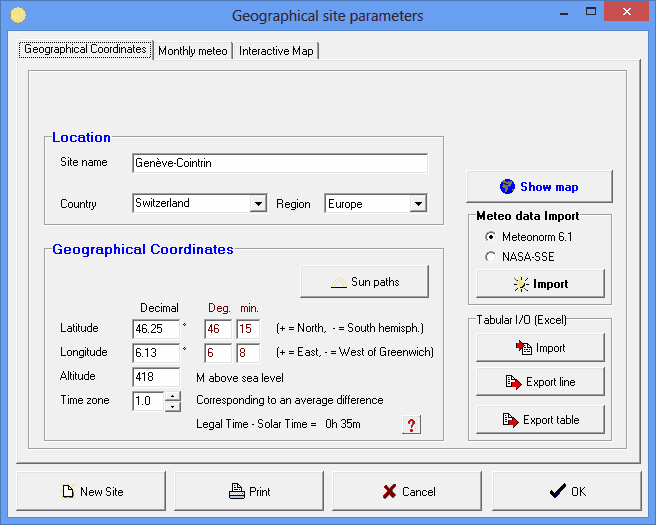 Geographical site parameters
Geographical Coordinates Monthly meteo Interactive Map
Location
Site name Genève-Cointrin
Country Switzerland Region Europe
Show map
Meteo data Import
Meteonorm 6.1
NASA-SSE
Import
Geographical Coordinates
Sun paths
Decimal Deg. min.
Latitude 46.25 ° 46 15 (+ = North, - = South hemisph.)
Longitude 6.13 ° 6 8 (+ = East, - = West of Greenwich)
Altitude 418 M above sea level
Time zone 1.0 Corresponding to an average difference
Legal Time - Solar Time = 0h 35m ?
Tabular I/O (Excel)
Import
Export line
Export table
New Site Print Cancel OK